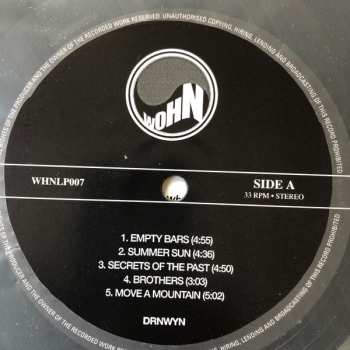 OF THE PRODUCER AND THE OWNER OF THE RECORDED WORK RESERVED. UNAUTHORISED COPYING, HIRING, LENDING AND BROADCASTING OF THIS RECORD PROHIBITED
WOHN
WHNLP007
SIDE A
33 RPM • STEREO
1. EMPTY BARS (4:55)
2. SUMMER SUN (4:36)
3. SECRETS OF THE PAST (4:50)
4. BROTHERS (3:03)
5. MOVE A MOUNTAIN (5:02)
DRNWYN